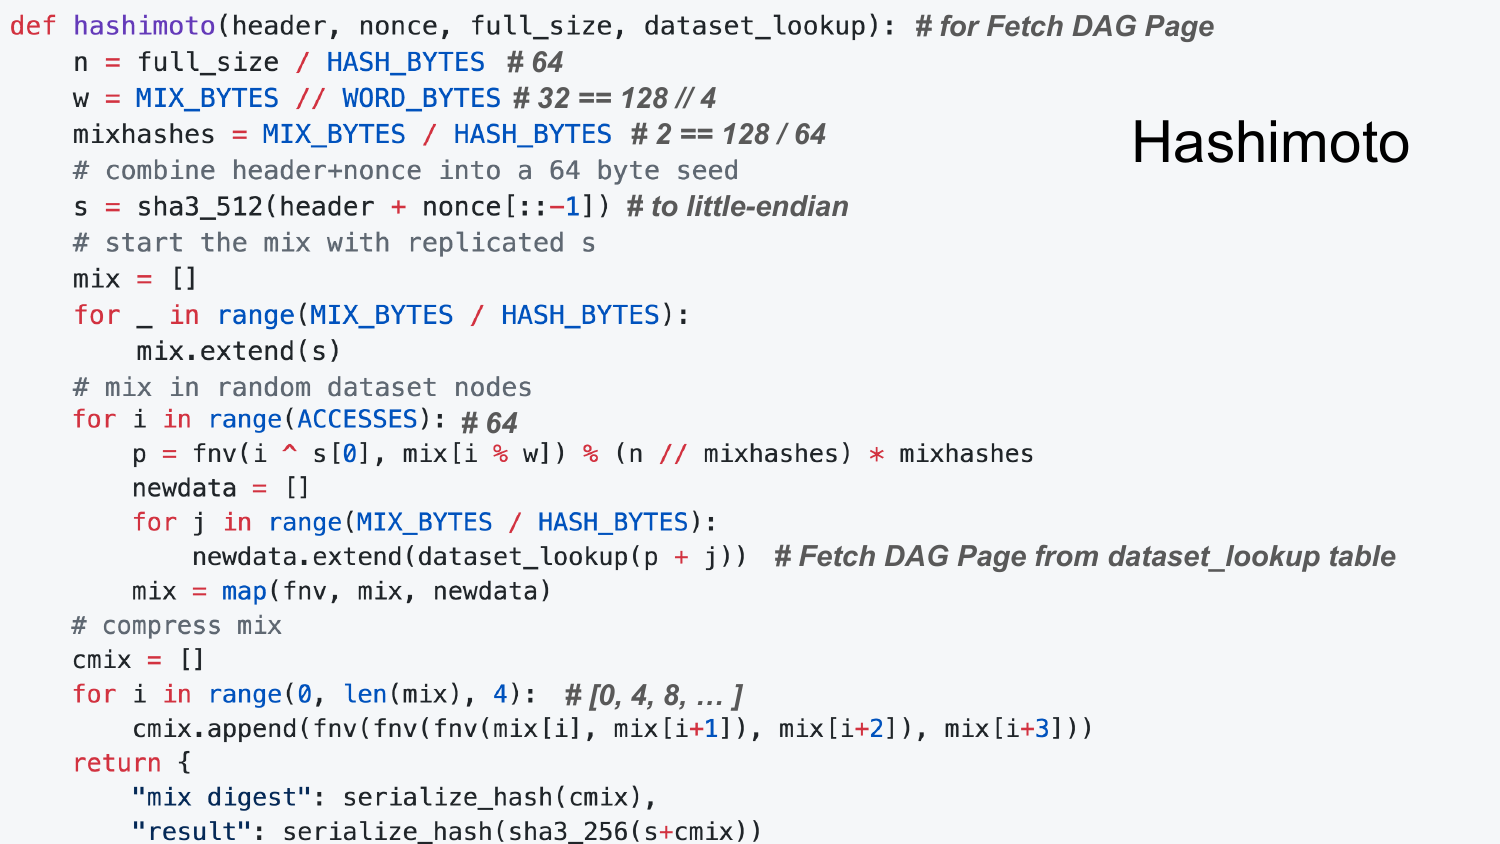 def hashimoto(header, nonce, full_size, dataset_lookup): # for Fetch DAG Page
    n = full_size / HASH_BYTES # 64
    w = MIX_BYTES // WORD_BYTES # 32 == 128 // 4
    mixhashes = MIX_BYTES / HASH_BYTES # 2 == 128 / 64
Hashimoto
    # combine header+nonce into a 64 byte seed
    s = sha3_512(header + nonce[::-1]) # to little-endian
    # start the mix with replicated s
    mix = []
    for _ in range(MIX_BYTES / HASH_BYTES):
        mix.extend(s)
    # mix in random dataset nodes
    for i in range(ACCESSES): # 64
        p = fnv(i ^ s[0], mix[i % w]) % (n // mixhashes) * mixhashes
        newdata = []
        for j in range(MIX_BYTES / HASH_BYTES):
            newdata.extend(dataset_lookup(p + j)) # Fetch DAG Page from dataset_lookup table
        mix = map(fnv, mix, newdata)
    # compress mix
    cmix = []
    for i in range(0, len(mix), 4): # [0, 4, 8, … ]
        cmix.append(fnv(fnv(fnv(mix[i], mix[i+1]), mix[i+2]), mix[i+3]))
    return {
        "mix digest": serialize_hash(cmix),
        "result": serialize_hash(sha3_256(s+cmix))